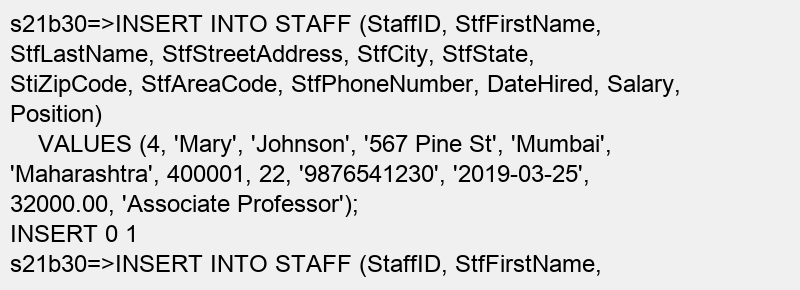 s21b30=>INSERT INTO STAFF (StaffID, StfFirstName,
StfLastName, StfStreetAddress, StfCity, StfState,
StiZipCode, StfAreaCode, StfPhoneNumber, DateHired, Salary,
Position)
VALUES (4, 'Mary', 'Johnson', '567 Pine St', 'Mumbai',
'Maharashtra', 400001, 22, '9876541230', '2019-03-25',
32000.00, 'Associate Professor');
INSERT 0 1
s21b30=>INSERT INTO STAFF (StaffID, StfFirstName,